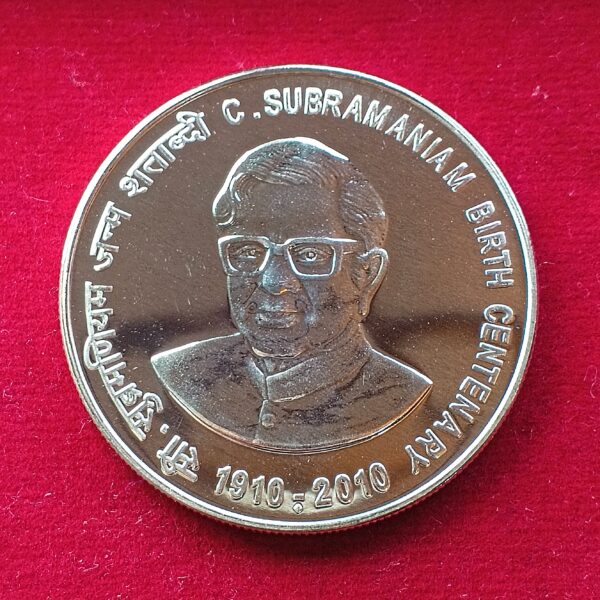 सी. सुब्रमणियम जन्म शताब्दी
C. SUBRAMANIAM BIRTH CENTENARY
1910-2010